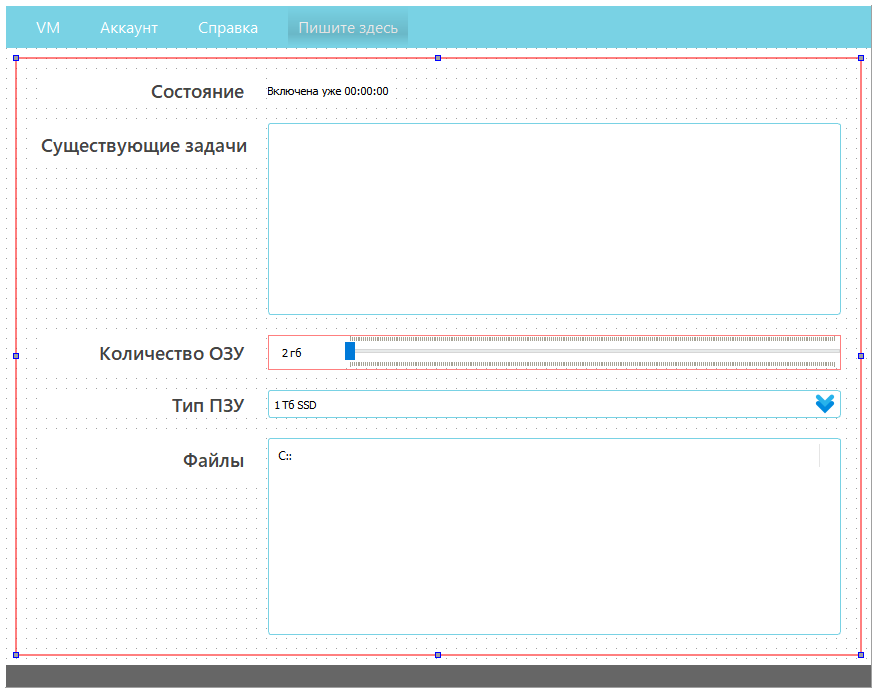 VM Аккаунт Справка Пишите здесь
Состояние Включена уже 00:00:00
Существующие задачи
Количество ОЗУ 2 гб
Тип ПЗУ 1 Тб SSD
Файлы C::